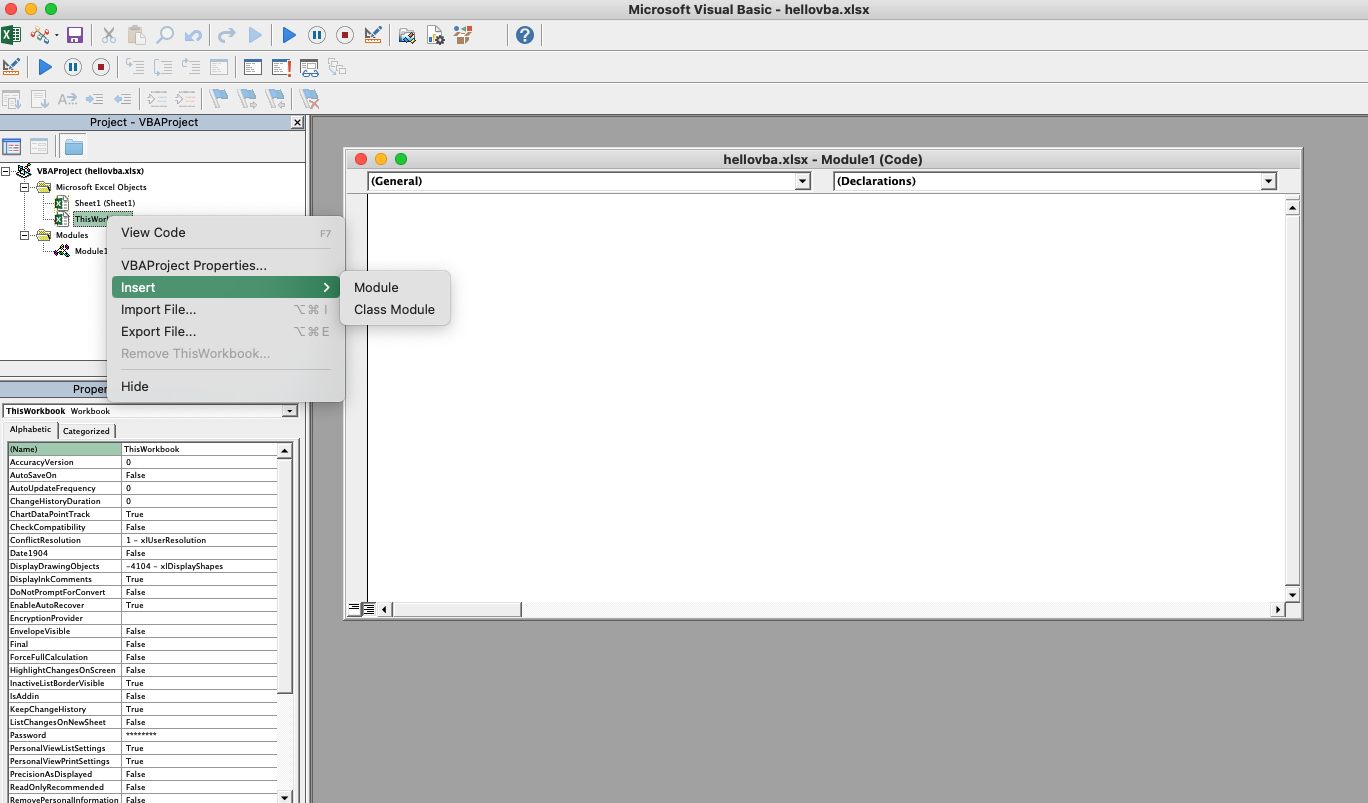 Microsoft Visual Basic - hellovba.xlsx
Project - VBAProject
VBAProject (hellovba.xlsx)
Microsoft Excel Objects
Sheet1 (Sheet1)
ThisWor
Modules
Module1
View Code F7
VBAProject Properties...
Insert
Import File... ⌥⌘ I
Export File... ⌥⌘ E
Remove ThisWorkbook...
Hide
Module
Class Module
hellovba.xlsx - Module1 (Code)
(General) (Declarations)
Proper
ThisWorkbook Workbook
Alphabetic Categorized
(Name) ThisWorkbook
AccuracyVersion 0
AutoSaveOn False
AutoUpdateFrequency 0
ChangeHistoryDuration 0
ChartDataPointTrack True
CheckCompatibility False
ConflictResolution 1 - xlUserResolution
Date1904 False
DisplayDrawingObjects -4104 - xlDisplayShapes
DisplayInkComments True
DoNotPromptForConvert False
EnableAutoRecover True
EncryptionProvider
EnvelopeVisible False
Final False
ForceFullCalculation False
HighlightChangesOnScreen False
InactiveListBorderVisible True
IsAddin False
KeepChangeHistory True
ListChangesOnNewSheet False
Password ********
PersonalViewListSettings True
PersonalViewPrintSettings True
PrecisionAsDisplayed False
ReadOnlyRecommended False
RemovePersonalInformation False